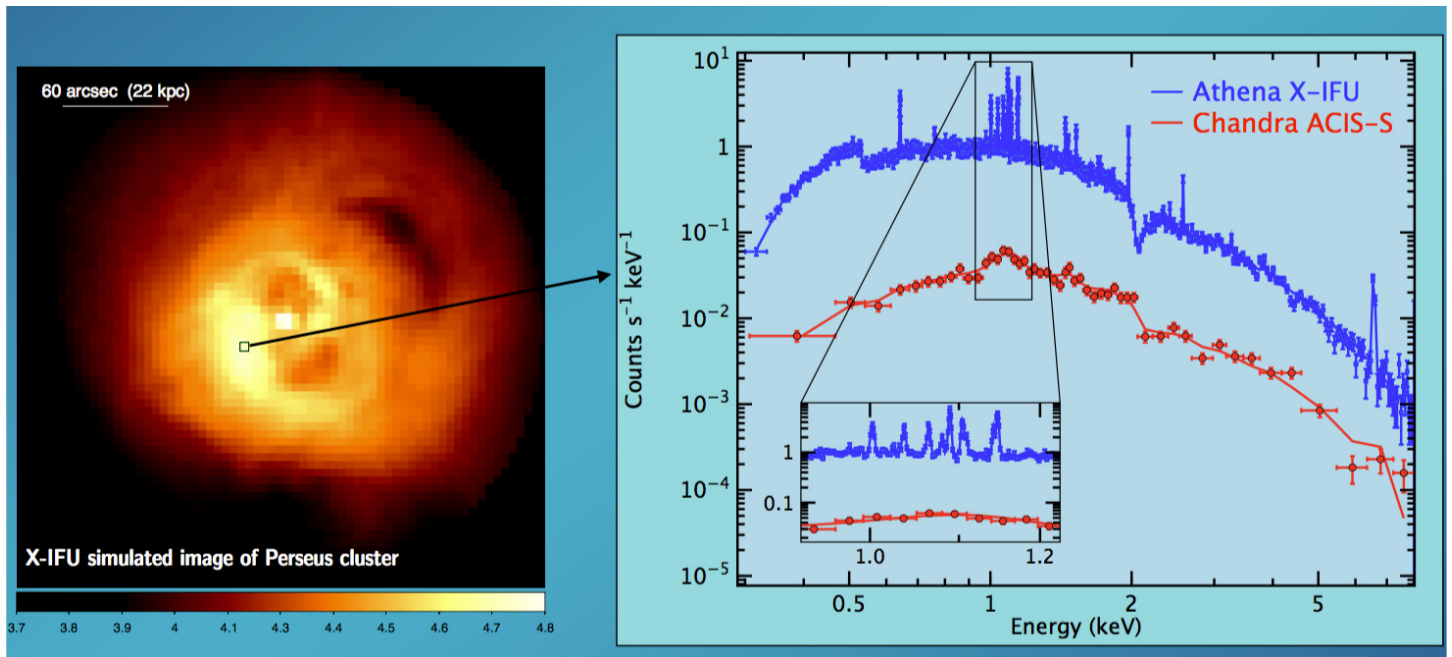 60 arcsec (22 kpc)
X-IFU simulated image of Perseus cluster
3.7 3.8 3.9 4 4.1 4.2 4.3 4.4 4.5 4.6 4.7 4.8
Athena X-IFU
Chandra ACIS-S
Counts s⁻¹ keV⁻¹
10¹
1
10⁻¹
10⁻²
10⁻³
10⁻⁴
10⁻⁵
1
0.1
1.0 1.2
0.5 1 2 5
Energy (keV)